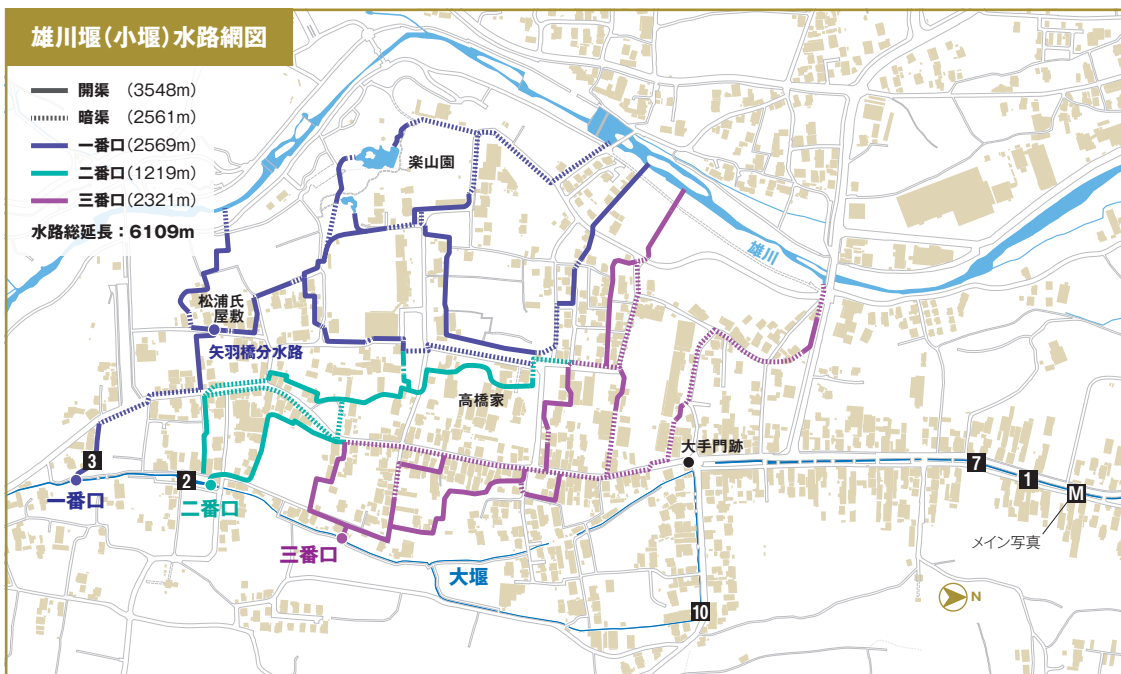 雄川堰(小堰)水路網図
開渠 (3548m)
暗渠 (2561m)
一番口(2569m)
二番口(1219m)
三番口(2321m)
水路総延長:6109m
楽山園
雄川
松浦氏
屋敷
矢羽橋分水路
高橋家
大手門跡
3
2
7
1
M
一番口
二番口
三番口
メイン写真
大堰
10
N